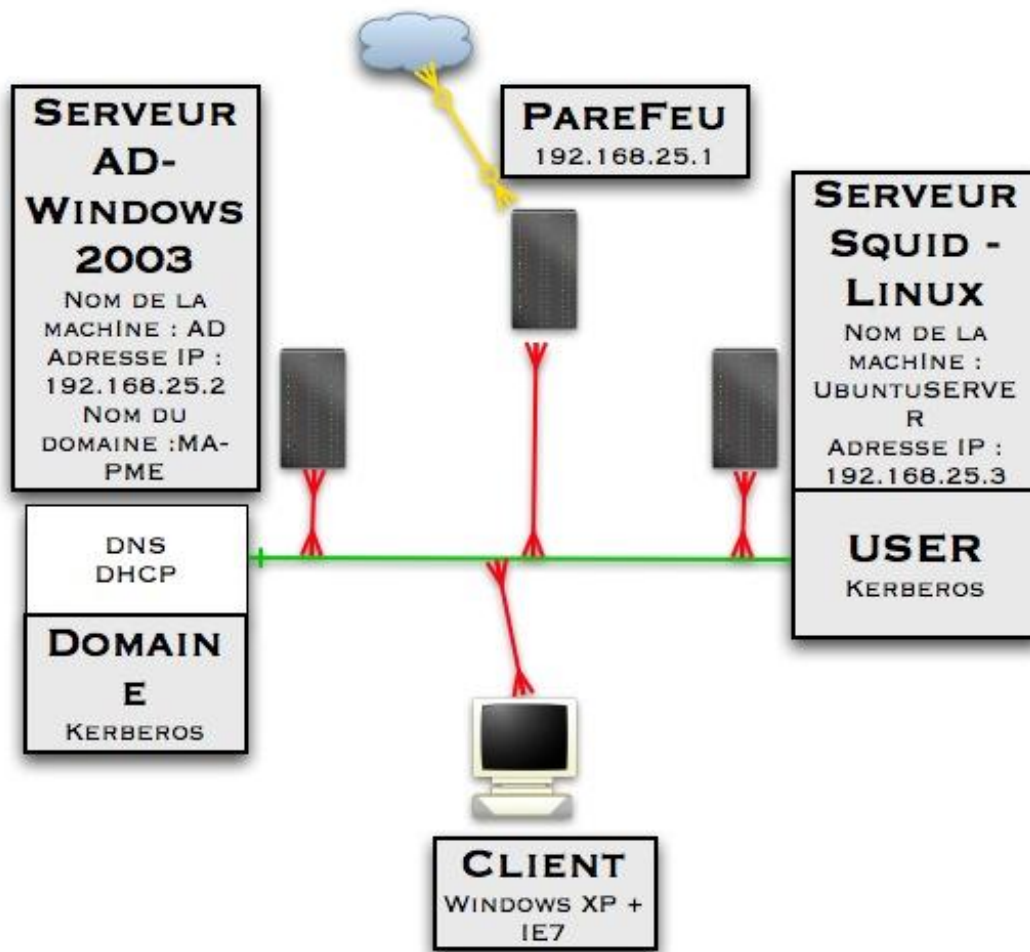 PAREFEU
192.168.25.1
SERVEUR
AD-
WINDOWS
2003
NOM DE LA
MACHINE : AD
ADRESSE IP :
192.168.25.2
NOM DU
DOMAINE :MA-
PME
SERVEUR
SQUID -
LINUX
NOM DE LA
MACHINE :
UBUNTUSERVE
R
ADRESSE IP :
192.168.25.3
DNS
DHCP
DOMAIN
E
KERBEROS
USER
KERBEROS
CLIENT
WINDOWS XP +
IE7